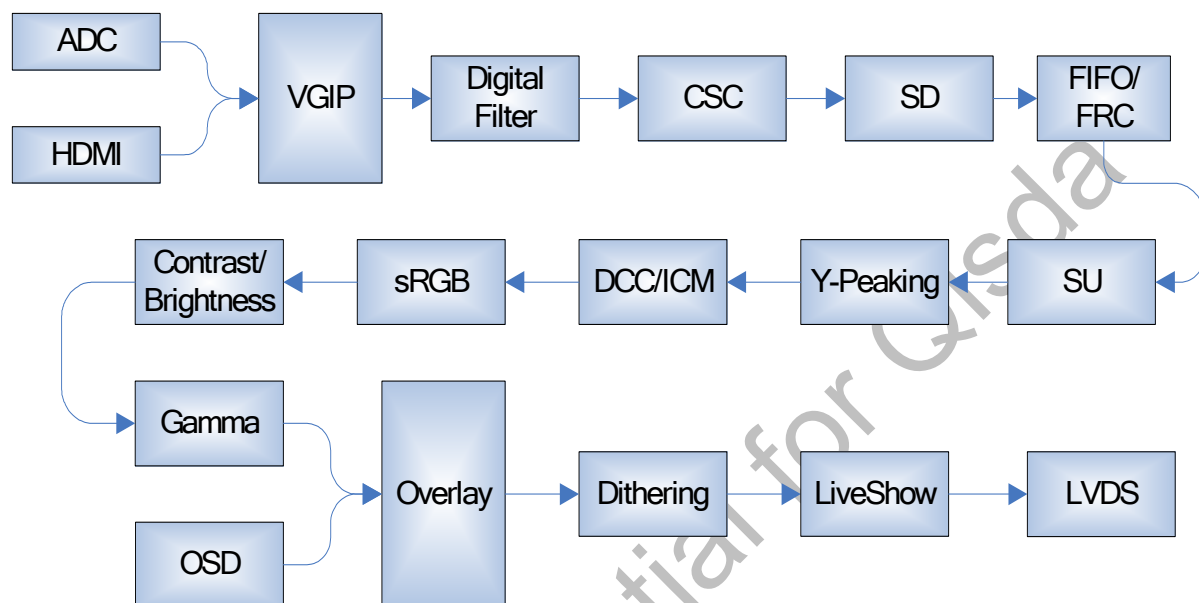 ADC
HDMI
VGIP
Digital
Filter
CSC
SD
FIFO/
FRC
SU
Y-Peaking
DCC/ICM
sRGB
Contrast/
Brightness
Gamma
OSD
Overlay
Dithering
LiveShow
LVDS
for Qisda